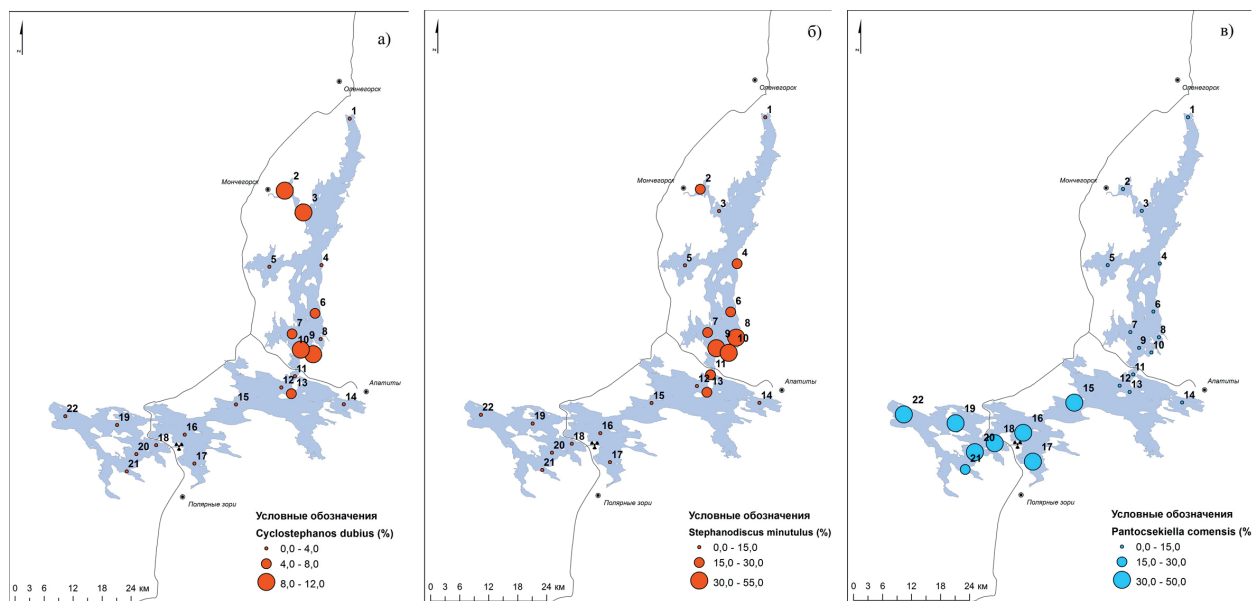 а)
N
Оленегорск
1
2
Мончегорск
3
5
4
6
7
8
9
10
11
12
13
Апатиты
14
15
22
19
16
18
20
17
21
Полярные зори
Условные обозначения
Cyclostephanos dubius (%)
0,0 - 4,0
4,0 - 8,0
8,0 - 12,0
0 3 6 12 18 24 км
б)
N
Оленегорск
1
2
Мончегорск
3
5
4
6
7
8
9
10
11
12
13
Апатиты
14
15
22
19
16
18
20
17
21
Полярные зори
Условные обозначения
Stephanodiscus minutulus (%)
0,0 - 15,0
15,0 - 30,0
30,0 - 55,0
0 3 6 12 18 24 км
в)
N
Оленегорск
1
2
Мончегорск
3
5
4
6
7
8
9
10
11
12
13
Апатиты
14
15
22
19
16
18
20
17
21
Полярные зори
Условные обозначения
Pantocsekiella comensis (%
0,0 - 15,0
15,0 - 30,0
30,0 - 50,0
0 3 6 12 18 24 км